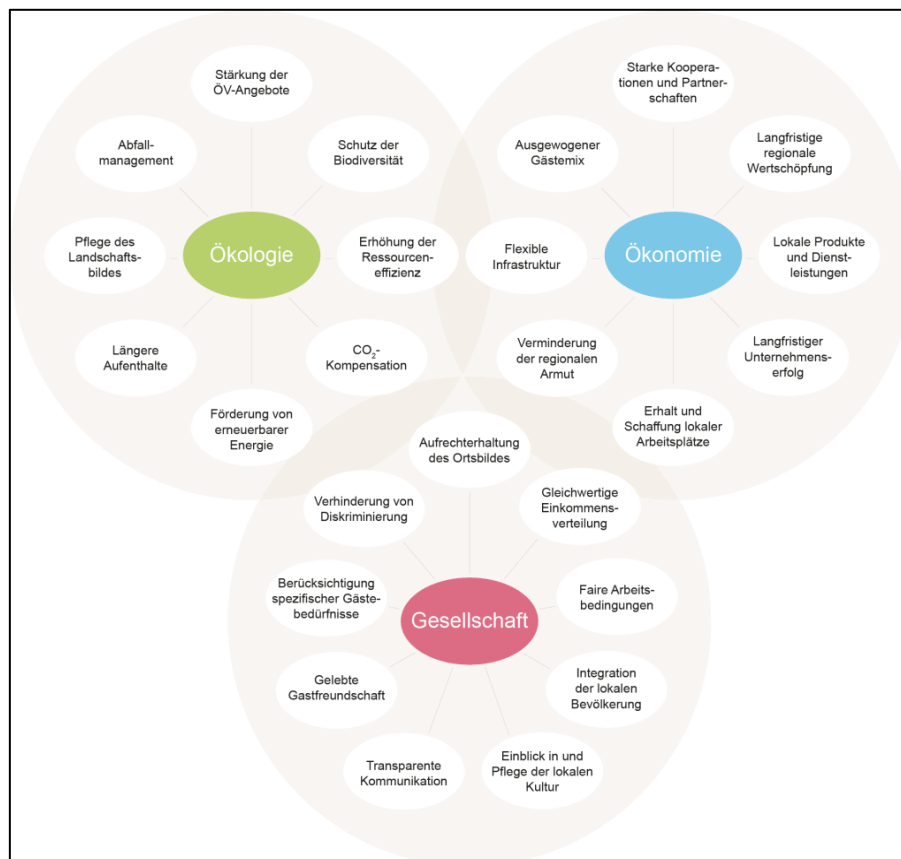 Stärkung der
ÖV-Angebote
Abfall-
management
Schutz der
Biodiversität
Pflege des
Landschafts-
bildes
Ökologie
Erhöhung der
Ressourcen-
effizienz
Längere
Aufenthalte
CO₂-
Kompensation
Förderung von
erneuerbarer
Energie
Starke Koopera-
tionen und Partner-
schaften
Ausgewogener
Gästemix
Langfristige
regionale
Wertschöpfung
Flexible
Infrastruktur
Ökonomie
Lokale Produkte
und Dienst-
leistungen
Verminderung
der regionalen
Armut
Langfristiger
Unternehmens-
erfolg
Erhalt und
Schaffung lokaler
Arbeitsplätze
Aufrechterhaltung
des Ortsbildes
Verhinderung von
Diskriminierung
Gleichwertige
Einkommens-
verteilung
Berücksichtigung
spezifischer Gäste-
bedürfnisse
Faire Arbeits-
bedingungen
Gesellschaft
Gelebte
Gastfreundschaft
Integration
der lokalen
Bevölkerung
Transparente
Kommunikation
Einblick in und
Pflege der lokalen
Kultur